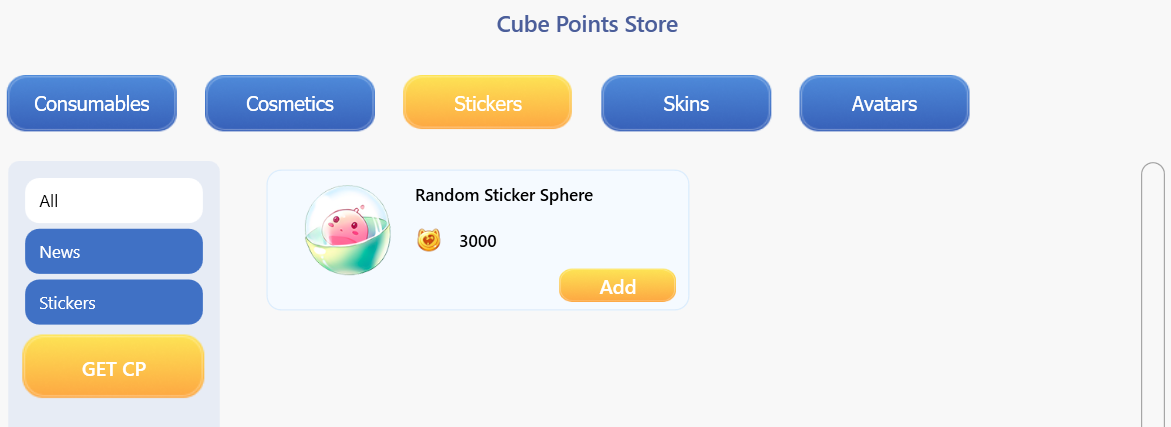 Cube Points Store
Consumables
Cosmetics
Stickers
Skins
Avatars
All
News
Stickers
GET CP
Random Sticker Sphere
3000
Add